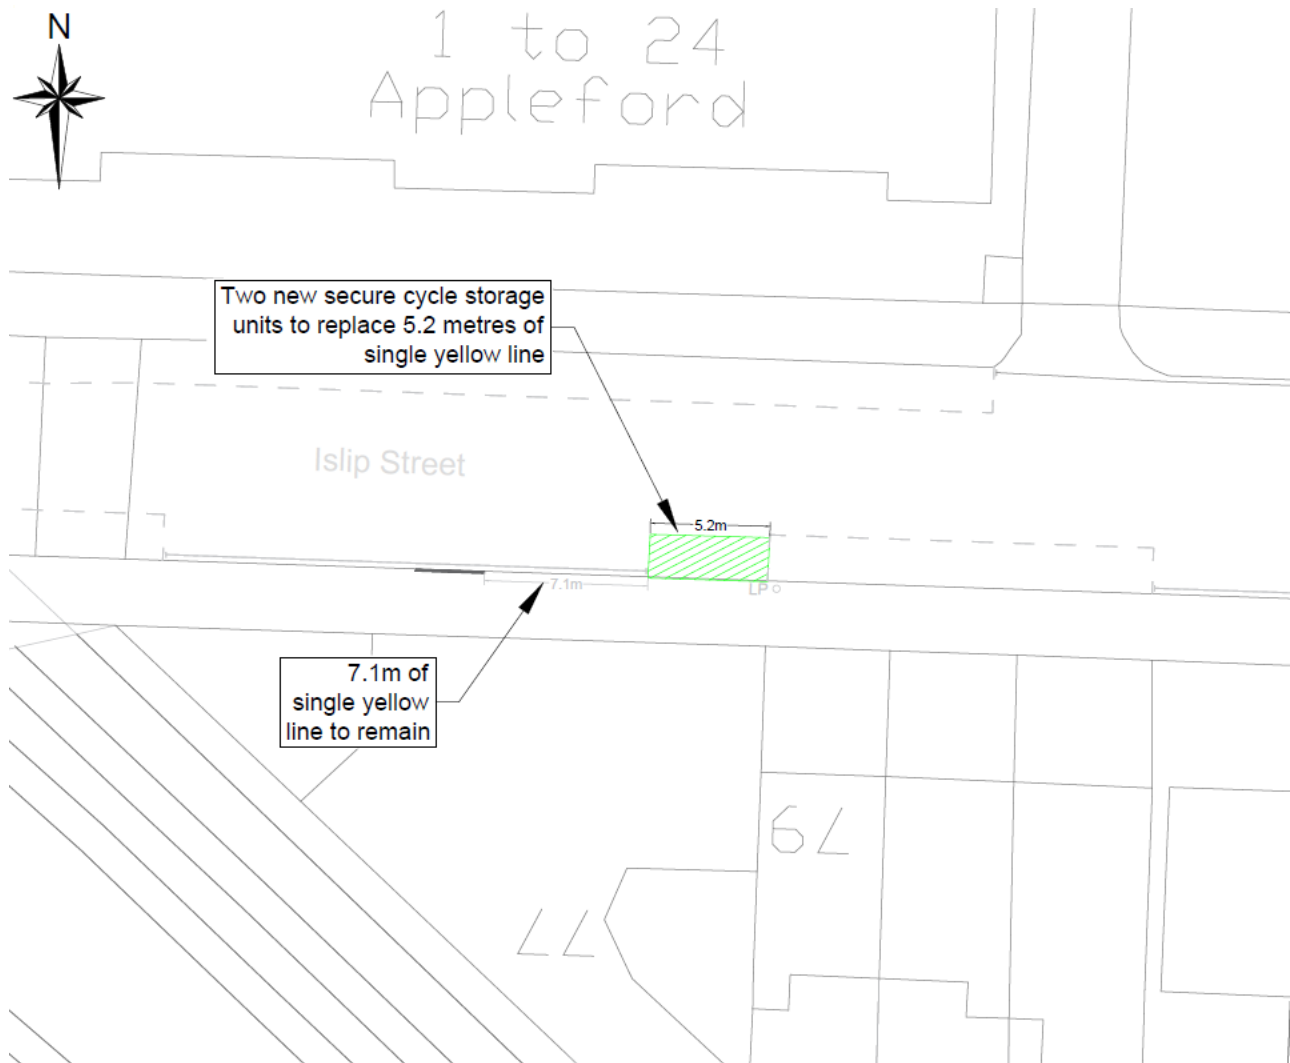 N
1 to 24
Appleford
Two new secure cycle storage
units to replace 5.2 metres of
single yellow line
Islip Street
5.2m
7.1m
LP
7.1m of
single yellow
line to remain
79
77